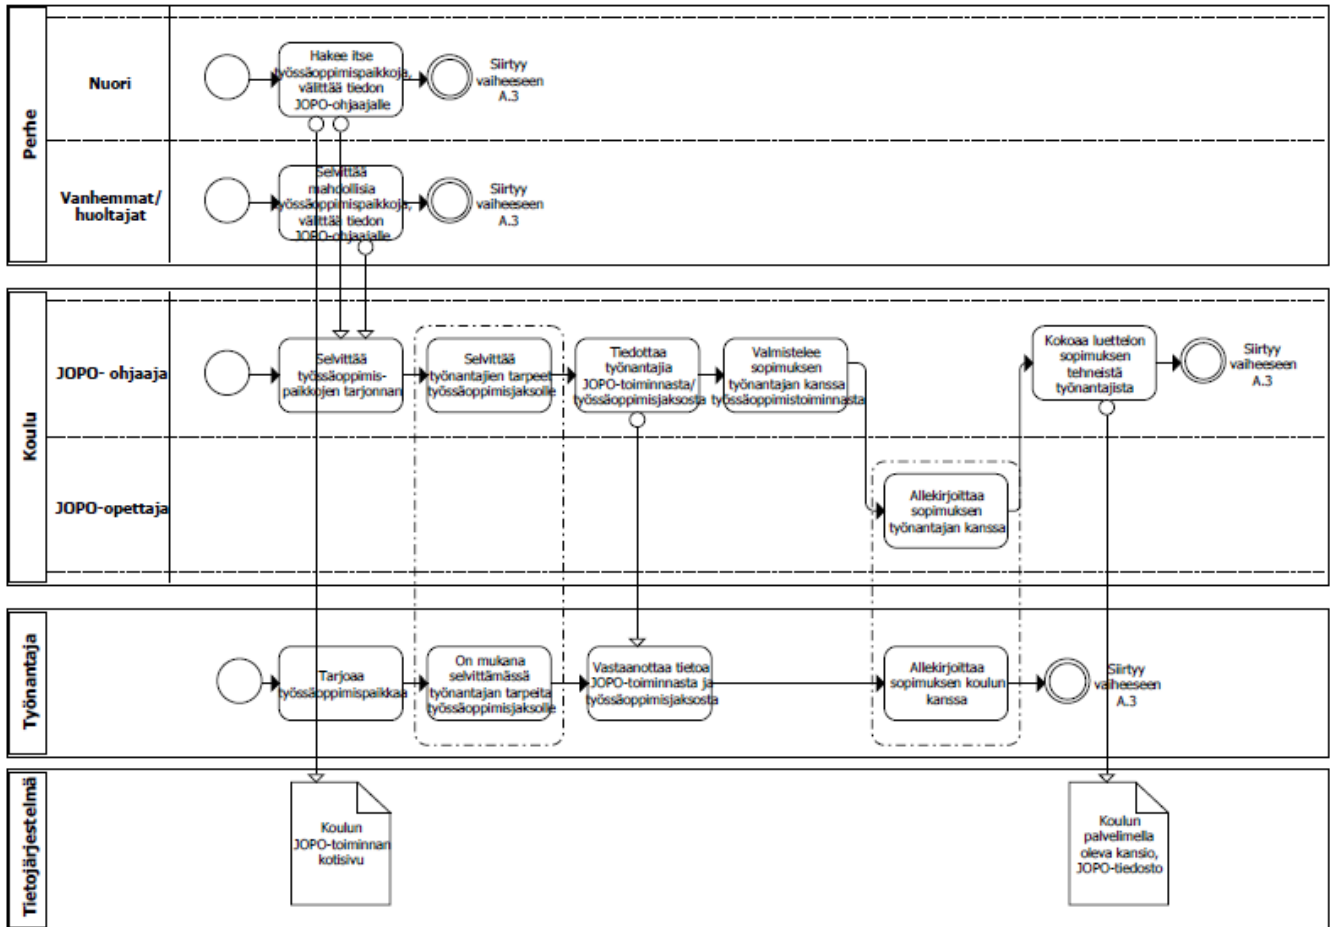 Perhe
Nuori
Hakee itse
työssäoppimispaikkoja,
välittää tiedon
JOPO-ohjaajalle
Siirtyy
vaiheeseen
A.3
Vanhemmat/
huoltajat
Selvittää
mahdollisia
työssäoppimispaikkoja,
välittää tiedon
JOPO-ohjaajalle
Siirtyy
vaiheeseen
A.3
Koulu
JOPO- ohjaaja
Selvittää
työssäoppimis-
paikkojen tarjonnan
Selvittää
työnantajien tarpeet
työssäoppimisjaksolle
Tiedottaa
työnantajia
JOPO-toiminnasta/
työssäoppimisjaksosta
Valmistelee
sopimuksen
työnantajan kanssa
työssäoppimistoiminnasta
Kokoaa luettelon
sopimuksen
tehneistä
työnantajista
Siirtyy
vaiheeseen
A.3
JOPO-opettaja
Allekirjoittaa
sopimuksen
työnantajan kanssa
Työnantaja
Tarjoaa
työssäoppimispaikkaa
On mukana
selvittämässä
työnantajan tarpeita
työssäoppimisjaksolle
Vastaanottaa tietoa
JOPO-toiminnasta ja
työssäoppimisjaksosta
Allekirjoittaa
sopimuksen koulun
kanssa
Siirtyy
vaiheeseen
A.3
Tietojärjestelmä
Koulun
JOPO-toiminnan
kotisivu
Koulun
palvelimella
oleva kansio,
JOPO-tiedosto